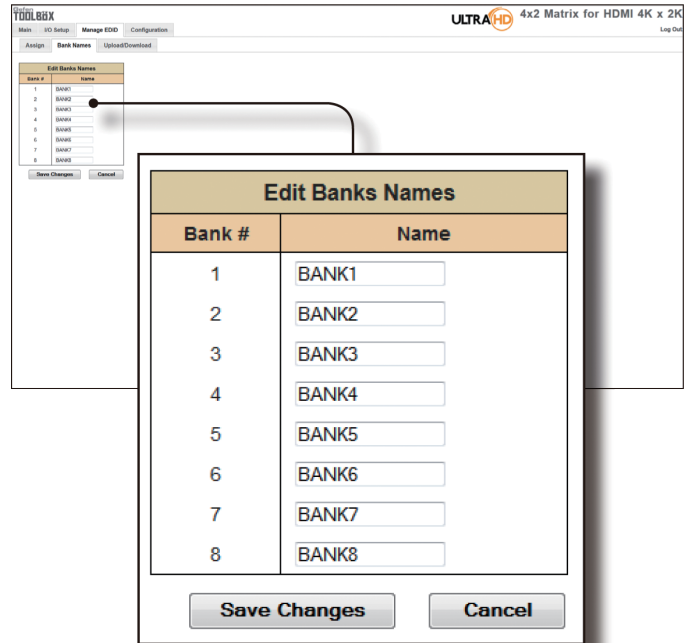 Gefen
TOOLBOX
ULTRA HD 4x2 Matrix for HDMI 4K x 2K
Main I/O Setup Manage EDID Configuration
Log Out
Assign Bank Names Upload/Download
Edit Banks Names
Bank # Name
1 BANK1
2 BANK2
3 BANK3
4 BANK4
5 BANK5
6 BANK6
7 BANK7
8 BANK8
Save Changes Cancel
Edit Banks Names
Bank # Name
1 BANK1
2 BANK2
3 BANK3
4 BANK4
5 BANK5
6 BANK6
7 BANK7
8 BANK8
Save Changes Cancel